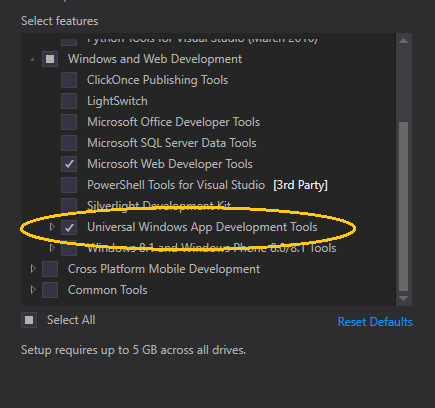 Select features
Python Tools for Visual Studio (March 2016)
Windows and Web Development
ClickOnce Publishing Tools
LightSwitch
Microsoft Office Developer Tools
Microsoft SQL Server Data Tools
Microsoft Web Developer Tools
PowerShell Tools for Visual Studio [3rd Party]
Silverlight Development Kit
Universal Windows App Development Tools
Windows 8.1 and Windows Phone 8.0/8.1 Tools
Cross Platform Mobile Development
Common Tools
Select All
Reset Defaults
Setup requires up to 5 GB across all drives.